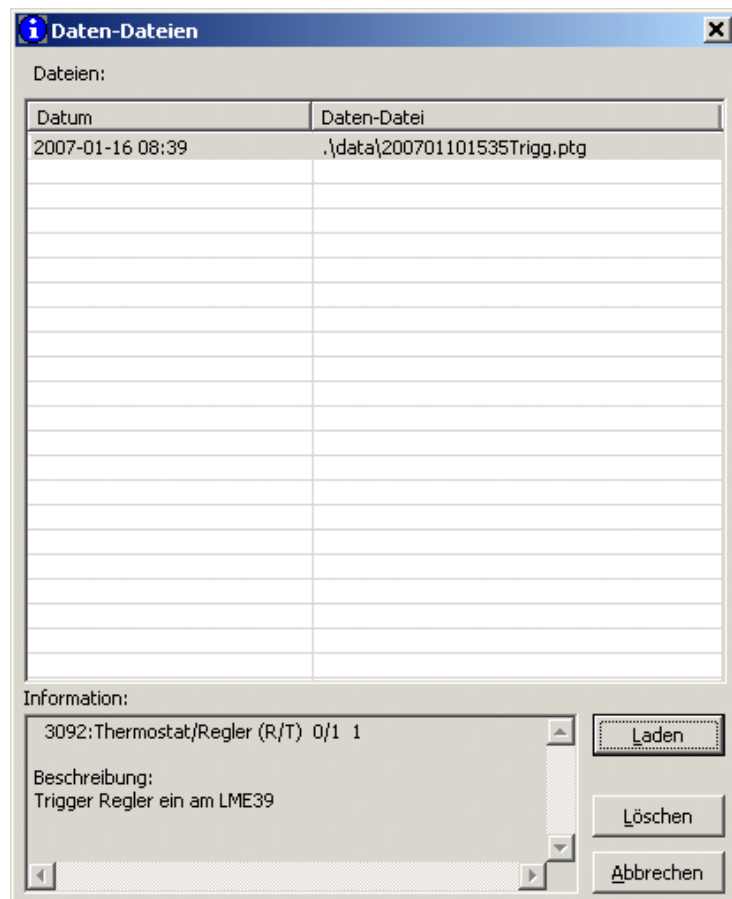 Daten-Dateien
Dateien:
Datum Daten-Datei
2007-01-16 08:39 .\data\200701101535Trigg.ptg
Information:
3092:Thermostat/Regler (R/T) 0/1 1
Beschreibung:
Trigger Regler ein am LME39
Laden
Löschen
Abbrechen